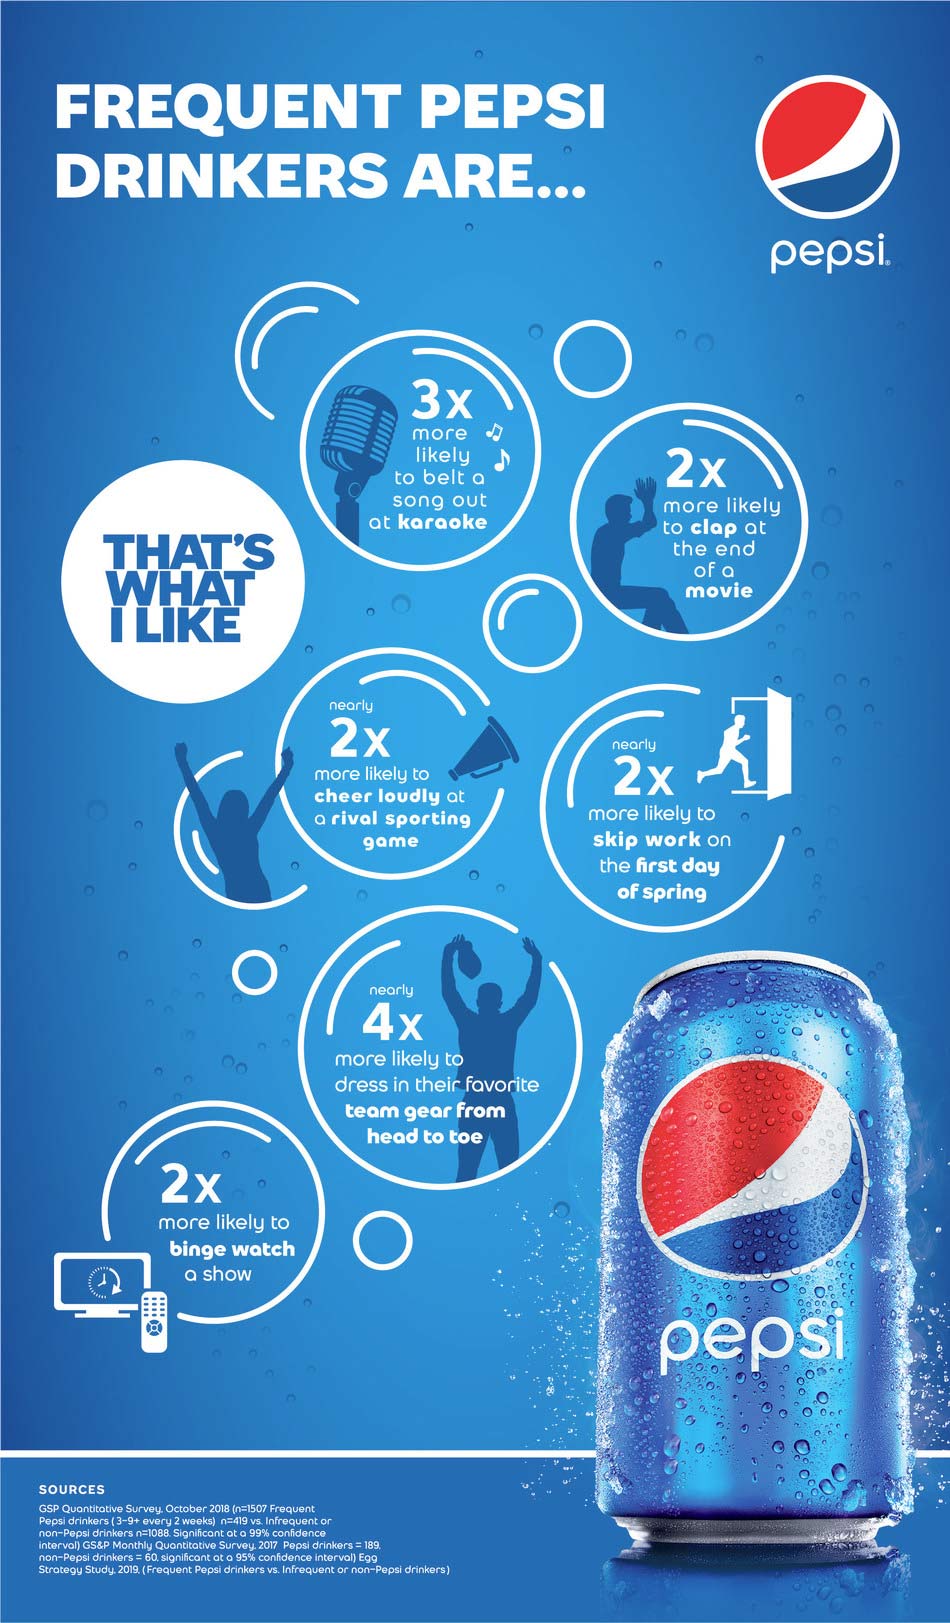 FREQUENT PEPSI
DRINKERS ARE...
pepsi®
3x
more
likely
to belt a
song out
at karaoke
2x
more likely
to clap at
the end
of a
movie
THAT'S
WHAT
I LIKE
nearly
2x
more likely to
cheer loudly at
a rival sporting
game
nearly
2x
more likely to
skip work on
the first day
of spring
nearly
4x
more likely to
dress in their favorite
team gear from
head to toe
2x
more likely to
binge watch
a show
pepsi
SOURCES
GSP Quantitative Survey, October 2018 (n=1507 Frequent
Pepsi drinkers ( 3-9+ every 2 weeks) n=419 vs. Infrequent or
non-Pepsi drinkers n=1088. Significant at a 99% confidence
interval) GS&P Monthly Quantitative Survey, 2017 Pepsi drinkers = 189,
non-Pepsi drinkers = 60, significant at a 95% confidence interval) Egg
Strategy Study, 2019, ( Frequent Pepsi drinkers vs. Infrequent or non-Pepsi drinkers)